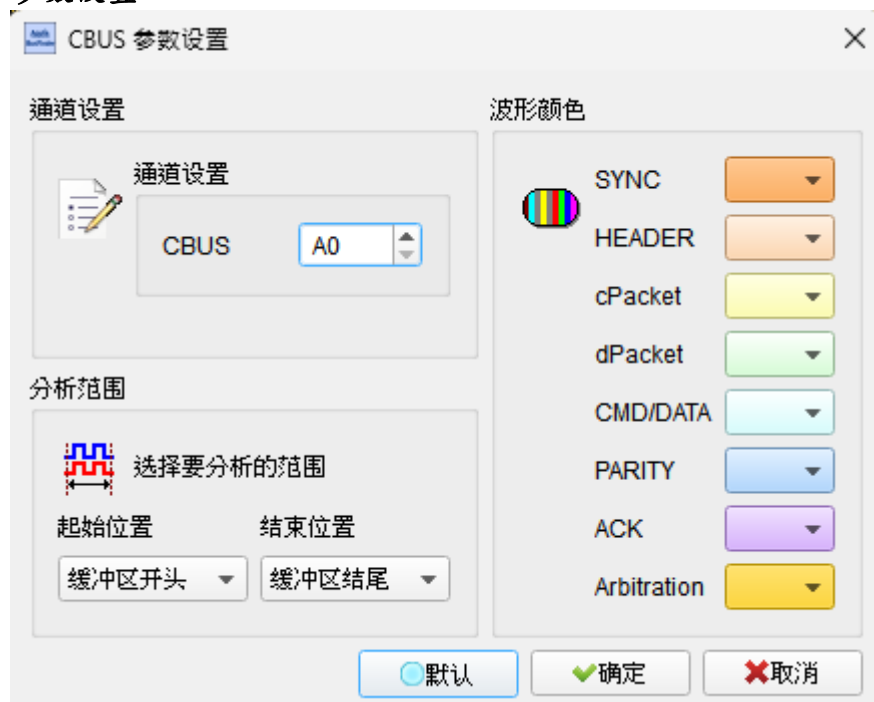 CBUS 参数设置
通道设置
通道设置
CBUS A0
分析范围
选择要分析的范围
起始位置 结束位置
缓冲区开头 缓冲区结尾
波形颜色
SYNC
HEADER
cPacket
dPacket
CMD/DATA
PARITY
ACK
Arbitration
默认 确定 取消